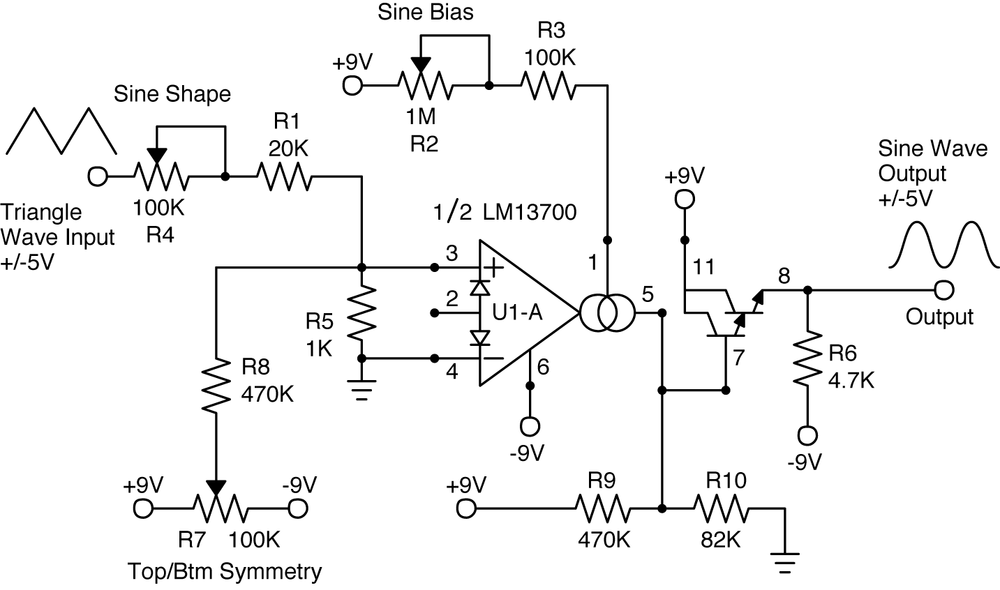 Sine Bias
+9V
R3
100K
1M
R2
Sine Shape
R1
20K
100K
R4
Triangle
Wave Input
+/-5V
1/2 LM13700
3
2
4
U1-A
1
5
6
-9V
R5
1K
R8
470K
+9V
-9V
R7 100K
Top/Btm Symmetry
+9V
R9
470K
R10
82K
+9V
11
7
8
R6
4.7K
-9V
Sine Wave
Output
+/-5V
Output